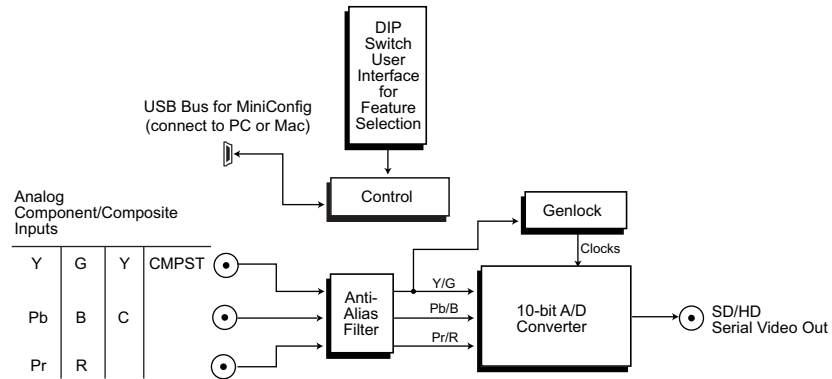 DIP
Switch
User
Interface
for
Feature
Selection
USB Bus for MiniConfig
(connect to PC or Mac)
Control
Genlock
Clocks
Analog
Component/Composite
Inputs
Y G Y CMPST
Pb B C
Pr R
Anti-
Alias
Filter
Y/G
Pb/B
Pr/R
10-bit A/D
Converter
SD/HD
Serial Video Out